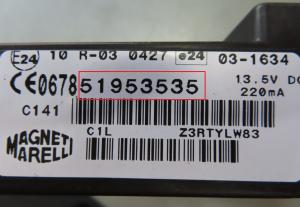 E24 10 R-03 0427 e24 03-1634
CE0678 51953535 13.5V DC
220mA
C141
MAGNETI
MARELLI
C1L Z3RTYLW83